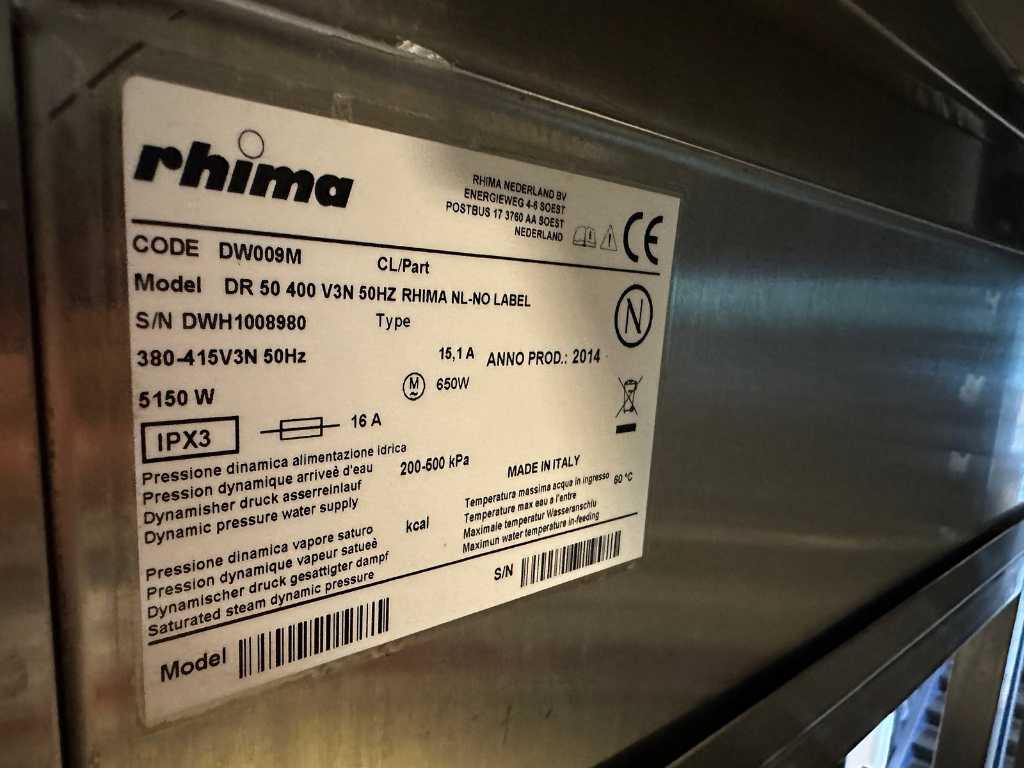 rhima
RHIMA NEDERLAND BV
ENERGIEWEG 4-6 SOEST
POSTBUS 17 3760 AA SOEST
NEDERLAND
CE
CODE DW009M CL/Part
Model DR 50 400 V3N 50HZ RHIMA NL-NO LABEL
N
S/N DWH1008980 Type
380-415V3N 50Hz 15,1 A ANNO PROD.: 2014
5150 W M 650W
IPX3 16 A
Pressione dinamica alimentazione idrica
Pression dynamique arriveè d'eau
Dynamisher druck asserreinlauf
Dynamic pressure water supply
200-500 kPa
MADE IN ITALY
Temperatura massima acqua in ingresso 60 °C
Temperature max eau a l'entre
Maximale temperatur Wasseranschlu
Maximun water temperature in-feeding
Pressione dinamica vapore saturo
Pression dynamique vapeur satueè
Dynamischer druck gesattigter dampf
Saturated steam dynamic pressure
kcal
S/N
Model